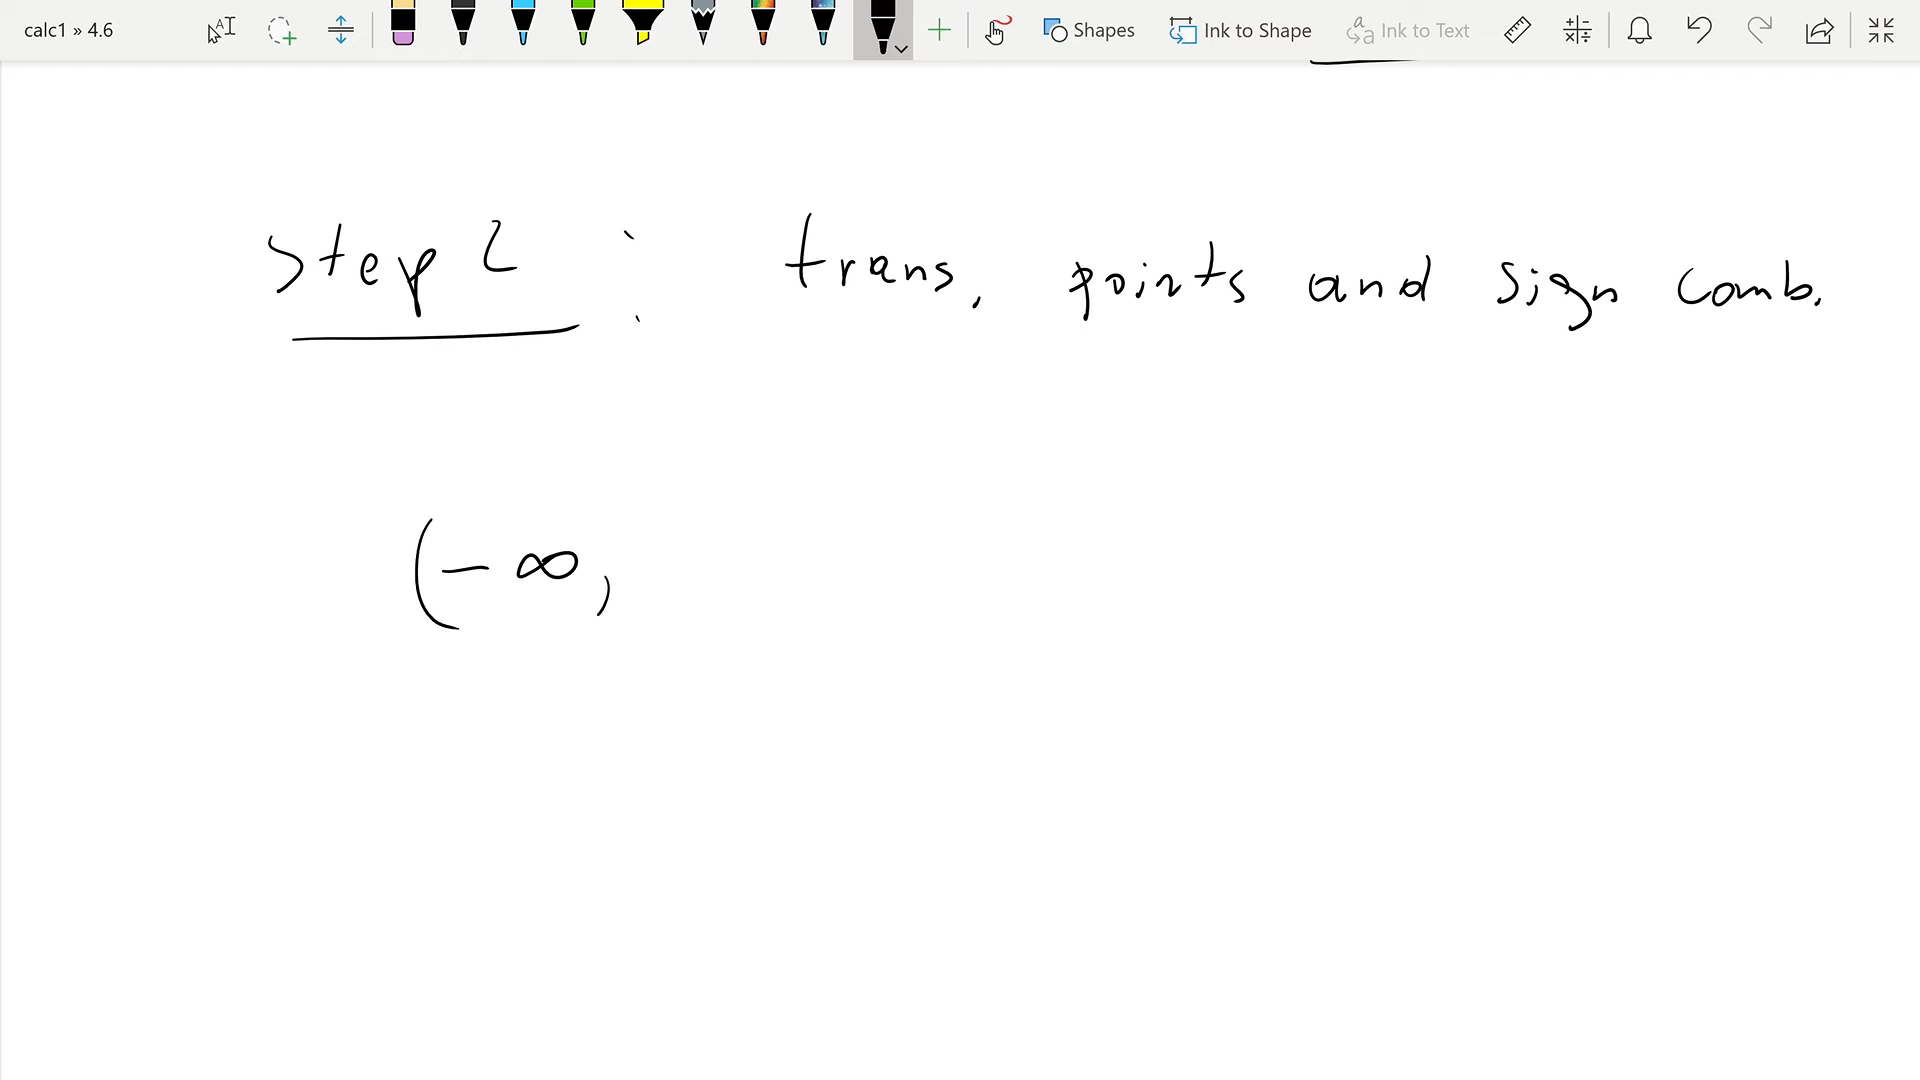 calc1 » 4.6 Shapes Ink to Shape Ink to Text
Step 2 : trans. points and sign comb.
(-∞,